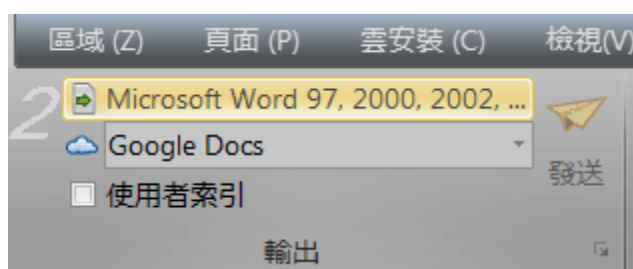 區域 (Z) 頁面 (P) 雲安裝 (C) 檢視(V)
2
Microsoft Word 97, 2000, 2002, ...
Google Docs
發送
使用者索引
輸出